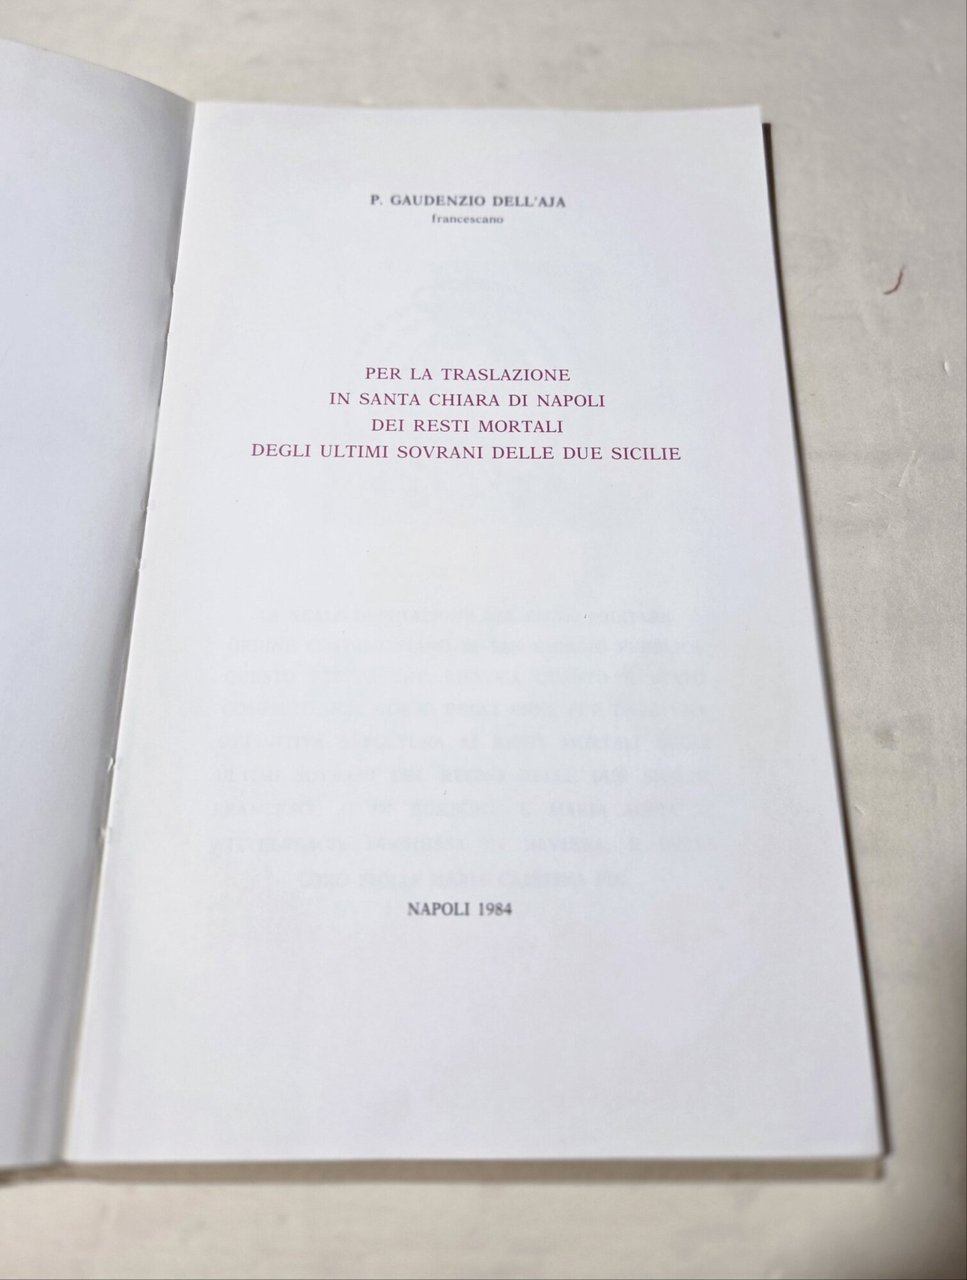 P. GAUDENZIO DELL'AJA
francescano
PER LA TRASLAZIONE
IN SANTA CHIARA DI NAPOLI
DEI RESTI MORTALI
DEGLI ULTIMI SOVRANI DELLE DUE SICILIE
NAPOLI 1984